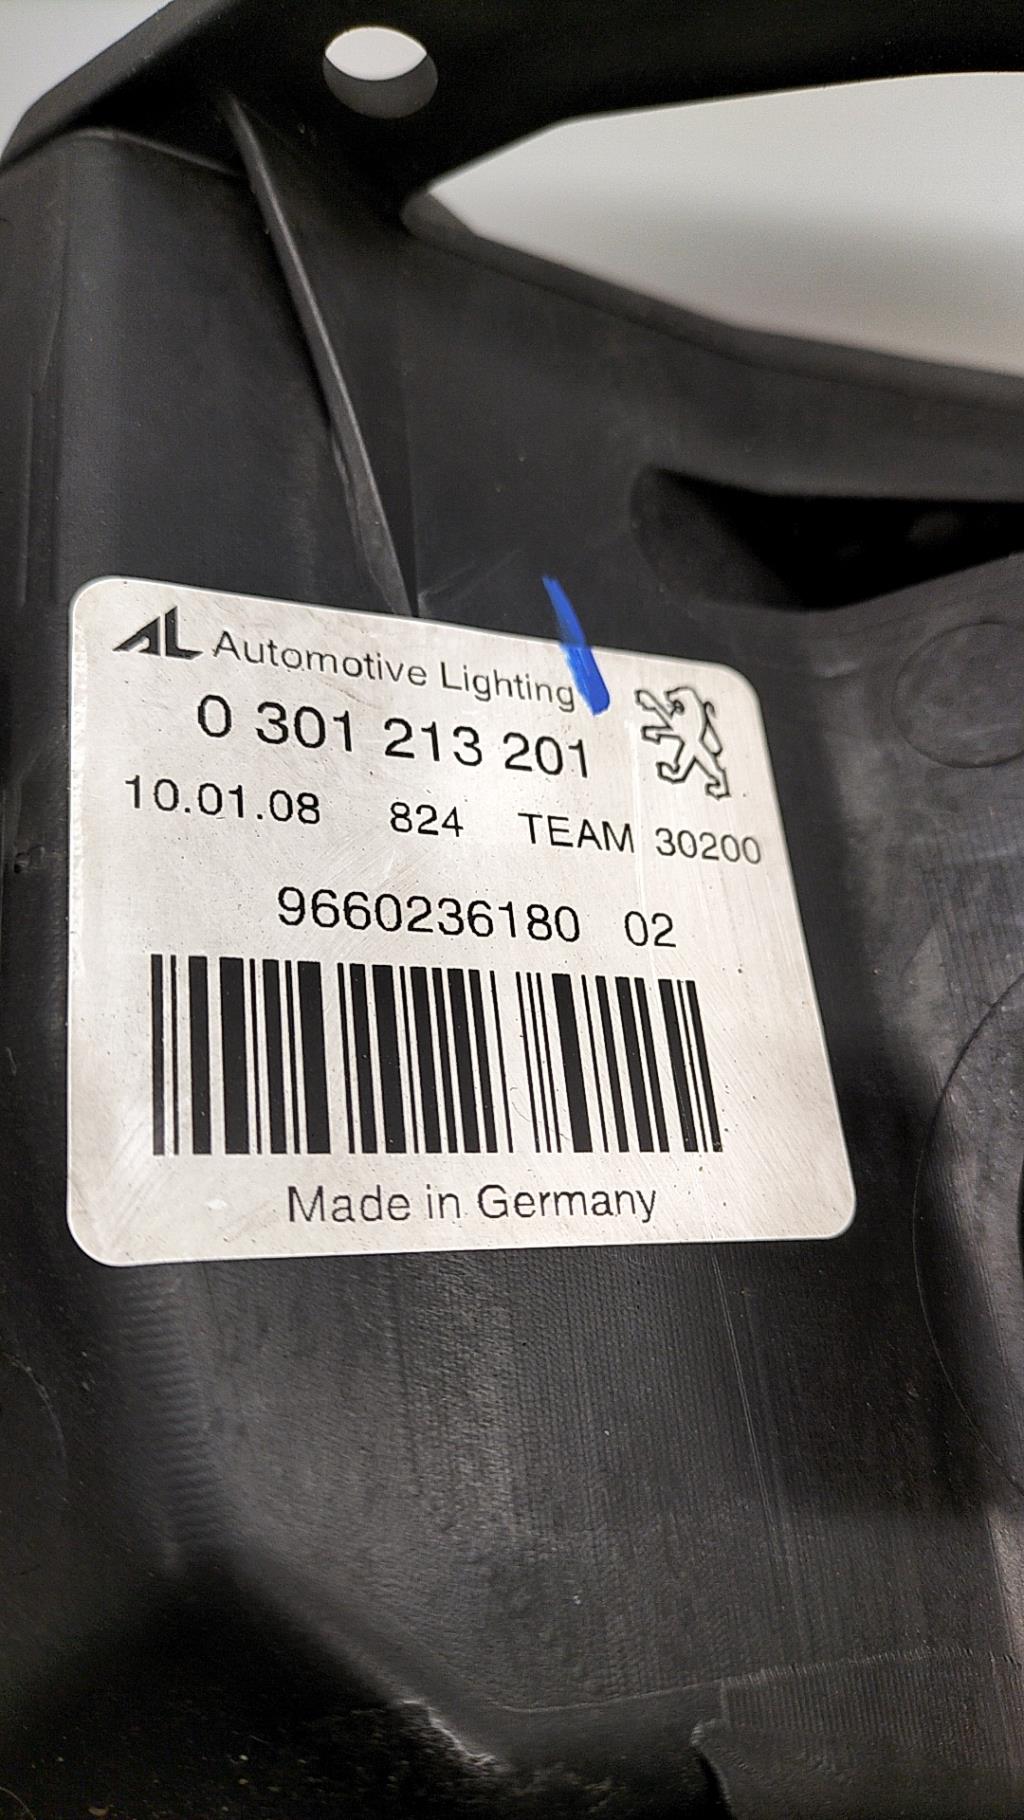 AL Automotive Lighting
0 301 213 201
10.01.08 824 TEAM 30200
9660236180 02
Made in Germany